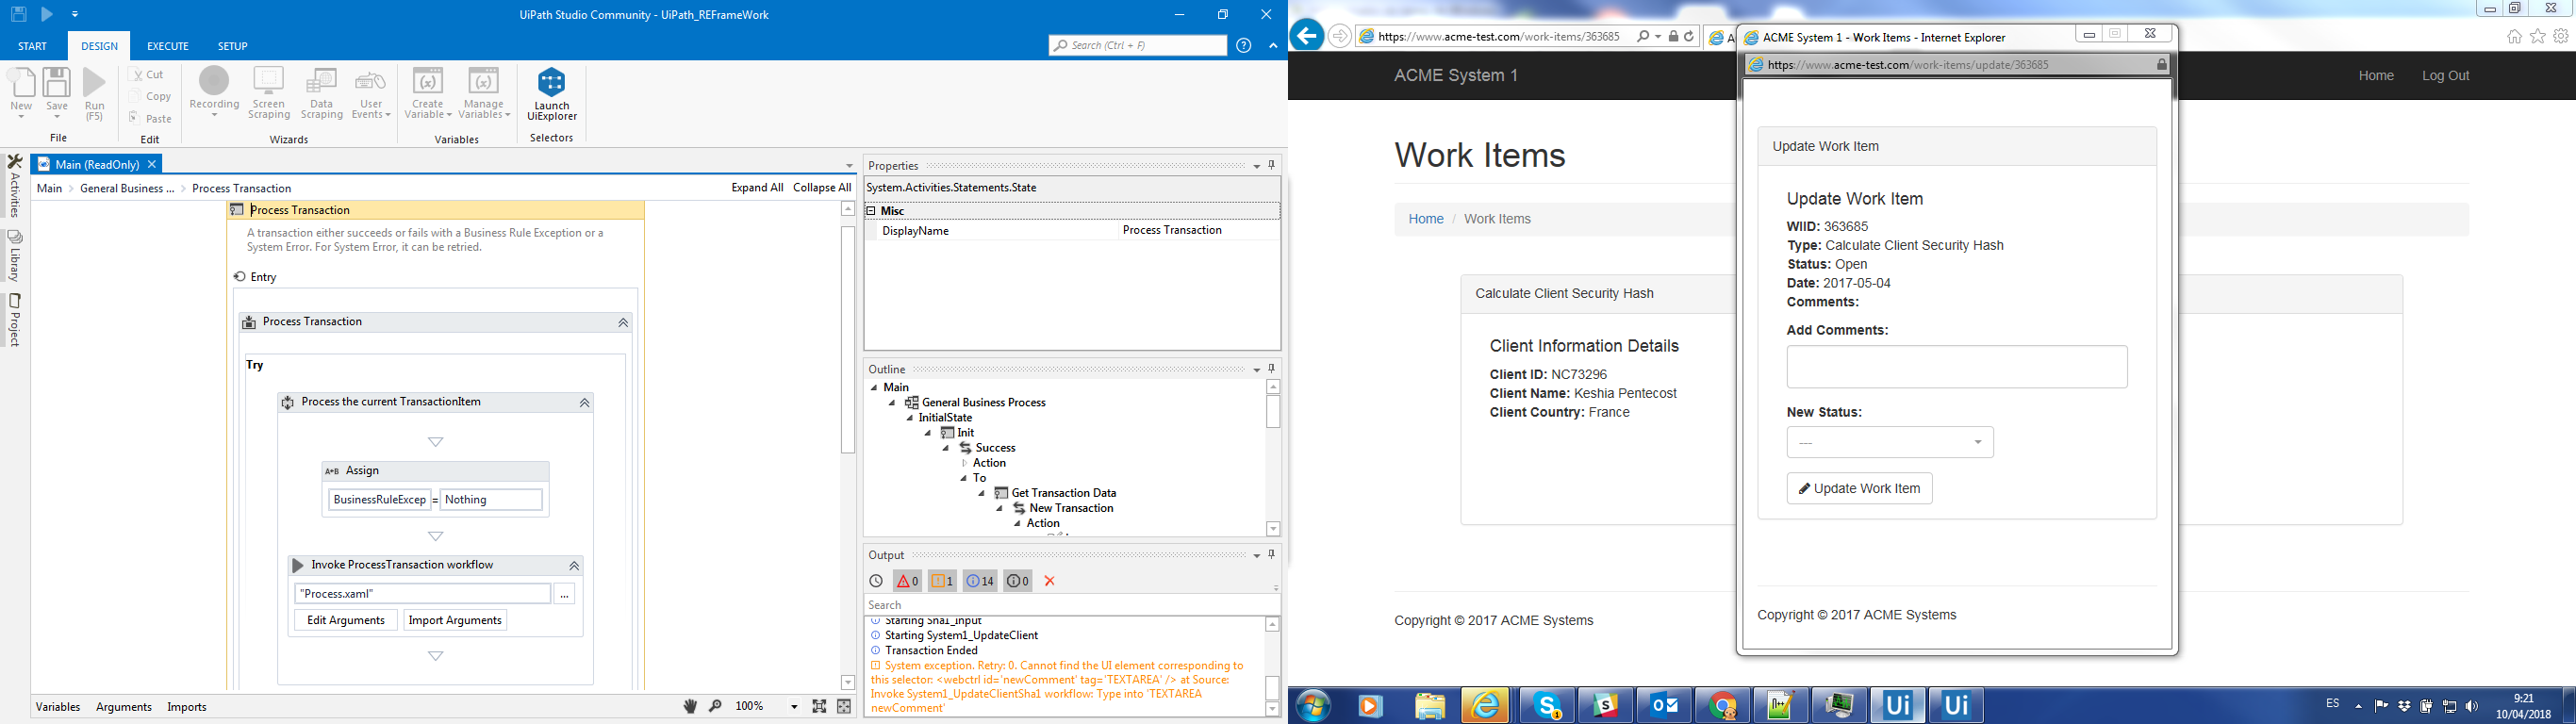 UiPath Studio Community - UiPath_REFrameWork
START DESIGN EXECUTE SETUP
Search (Ctrl + F)
New
Save
Run (F5)
File
Cut
Copy
Paste
Edit
Recording
Screen Scraping
Data Scraping
User Events
Wizards
Create Variable
Manage Variables
Variables
Launch UiExplorer
Selectors
Activities
Library
Project
Main (ReadOnly)
Main > General Business ... > Process Transaction
Expand All Collapse All
Process Transaction
A transaction either succeeds or fails with a Business Rule Exception or a
System Error. For System Error, it can be retried.
Entry
Process Transaction
Try
Process the current TransactionItem
A+B Assign
BusinessRuleExcep = Nothing
Invoke ProcessTransaction workflow
"Process.xaml" ...
Edit Arguments Import Arguments
Variables Arguments Imports
100%
Properties
System.Activities.Statements.State
Misc
DisplayName Process Transaction
Outline
Main
General Business Process
InitialState
Init
Success
Action
To
Get Transaction Data
New Transaction
Action
Output
0 1 14 0
Search
Starting Sha1_Input
Starting System1_UpdateClient
Transaction Ended
System exception. Retry: 0. Cannot find the UI element corresponding to
this selector: <webctrl id='newComment' tag='TEXTAREA' /> at Source:
Invoke System1_UpdateClientSha1 workflow: Type into 'TEXTAREA
newComment'
https://www.acme-test.com/work-items/363685
A
ACME System 1
Home Log Out
Work Items
Home / Work Items
Calculate Client Security Hash
Client Information Details
Client ID: NC73296
Client Name: Keshia Pentecost
Client Country: France
Copyright © 2017 ACME Systems
ACME System 1 - Work Items - Internet Explorer
https://www.acme-test.com/work-items/update/363685
Update Work Item
Update Work Item
WIID: 363685
Type: Calculate Client Security Hash
Status: Open
Date: 2017-05-04
Comments:
Add Comments:
New Status:
---
Update Work Item
Copyright © 2017 ACME Systems
Ui
Ui
ES
9:21
10/04/2018